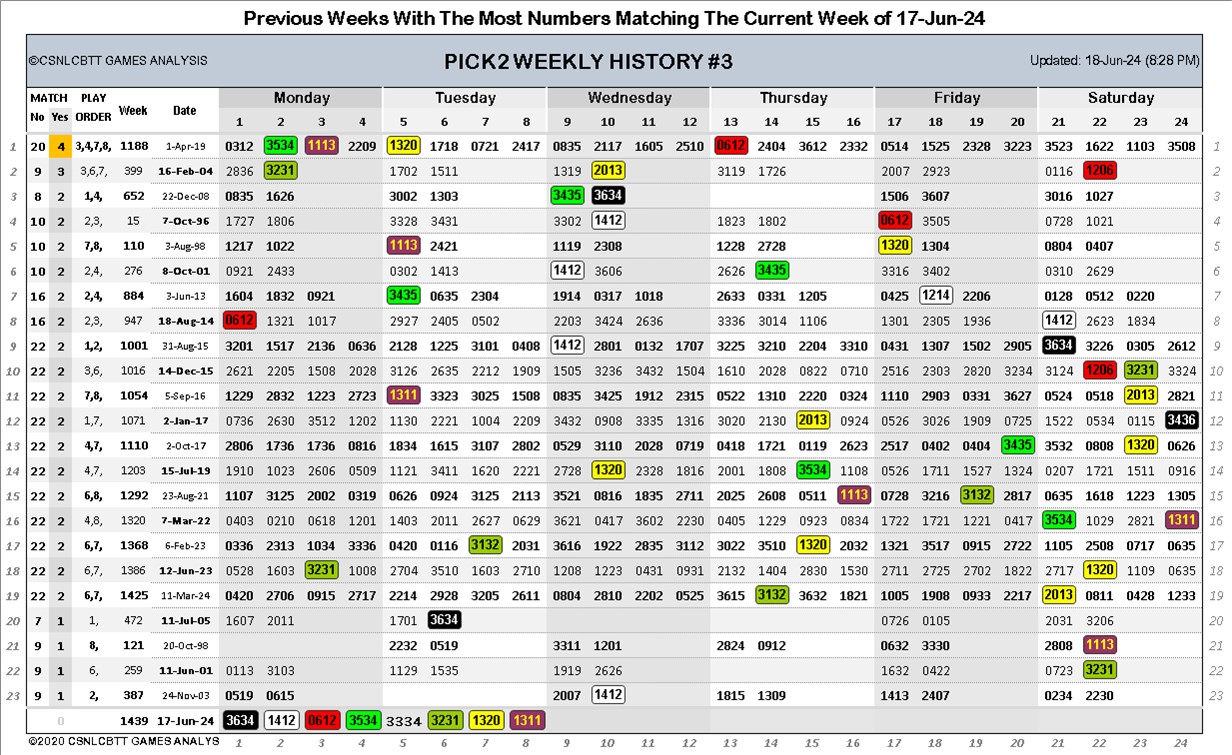 Previous Weeks With The Most Numbers Matching The Current Week of 17-Jun-24
©CSNLCBTT GAMES ANALYSIS PICK2 WEEKLY HISTORY #3 Updated: 18-Jun-24 (8:28 PM)
MATCH PLAY Week Date Monday Tuesday Wednesday Thursday Friday Saturday
No Yes ORDER 1 2 3 4 5 6 7 8 9 10 11 12 13 14 15 16 17 18 19 20 21 22 23 24
1 20 4 3,4,7,8, 1188 1-Apr-19 0312 3534 1113 2209 1320 1718 0721 2417 0835 2117 1605 2510 0612 2404 3612 2332 0514 1525 2328 3223 3523 1622 1103 3508 1
2 9 3 3,6,7, 399 16-Feb-04 2836 3231 1702 1511 1319 2013 3119 1726 2007 2923 0116 1206 2
3 8 2 1,4, 652 22-Dec-08 0835 1626 3002 1303 3435 3634 1506 3607 3016 1027 3
4 10 2 2,3, 15 7-Oct-96 1727 1806 3328 3431 3302 1412 1823 1802 0612 3505 0728 1021 4
5 10 2 7,8, 110 3-Aug-98 1217 1022 1113 2421 1119 2308 1228 2728 1320 1304 0804 0407 5
6 10 2 2,4, 276 8-Oct-01 0921 2433 0302 1413 1412 3606 2626 3435 3316 3402 0310 2629 6
7 16 2 2,4, 884 3-Jun-13 1604 1832 0921 3435 0635 2304 1914 0317 1018 2633 0331 1205 0425 1214 2206 0128 0512 0220 7
8 16 2 2,3, 947 18-Aug-14 0612 1321 1017 2927 2405 0502 2203 3424 2636 3336 3014 1106 1301 2305 1936 1412 2623 1834 8
9 22 2 1,2, 1001 31-Aug-15 3201 1517 2136 0636 2128 1225 3101 0408 1412 2801 0132 1707 3225 3210 2204 3310 0431 1307 1502 2905 3634 3226 0305 2612 9
10 22 2 3,6, 1016 14-Dec-15 2621 2205 1508 2028 3126 2635 2212 1909 1505 3236 3432 1504 1610 2028 0822 0710 2516 2303 2820 3234 3124 1206 3231 3324 10
11 22 2 7,8, 1054 5-Sep-16 1229 2832 1223 2723 1311 3323 3025 1508 0835 3425 1912 2315 0522 1310 2220 0324 1110 2903 0331 3627 0524 0518 2013 2821 11
12 22 2 1,7, 1071 2-Jan-17 0736 2630 3512 1202 1130 2221 1004 2209 3432 0908 3335 1316 3020 2130 2013 0924 0526 3026 1909 0725 1522 0534 0115 3436 12
13 22 2 4,7, 1110 2-Oct-17 2806 1736 1736 0816 1834 1615 3107 2802 0529 3110 2028 0719 0418 1721 0119 2623 2517 0402 0404 3435 3532 0808 1320 0626 13
14 22 2 4,7, 1203 15-Jul-19 1910 1023 2606 0509 1121 3411 1620 2221 2728 1320 2328 1216 2001 1808 3534 1108 0526 1711 1527 1324 0207 1721 1511 0916 14
15 22 2 6,8, 1292 23-Aug-21 1107 3125 2002 0319 0626 0924 3125 2113 3521 0816 1835 2711 2025 2608 0511 1113 0728 3216 3132 2817 0635 1618 1223 1305 15
16 22 2 4,8, 1320 7-Mar-22 0403 0210 0618 1201 1403 2011 2627 0629 3621 0417 3602 2230 0405 1229 0923 0834 1722 1721 1221 0417 3534 1029 2821 1311 16
17 22 2 6,7, 1368 6-Feb-23 0336 2313 1034 3336 0420 0116 3132 2031 3616 1922 2835 3112 3022 3510 1320 2032 1321 3517 0915 2722 1105 2508 0717 0635 17
18 22 2 6,7, 1386 12-Jun-23 0528 1603 3231 1008 2704 3510 1603 2710 1208 1223 0431 0931 2132 1404 2830 1530 2711 2725 2702 1822 2717 1320 1109 0635 18
19 22 2 6,7, 1425 11-Mar-24 0420 2706 0915 2717 2214 2928 3205 2611 0804 2810 2202 0525 3615 3132 3632 1821 1005 1908 0933 2217 2013 0811 0428 1233 19
20 7 1 1, 472 11-Jul-05 1607 2011 1701 3634 0726 0105 2031 3206 20
21 9 1 8, 121 20-Oct-98 2232 0519 3311 1201 2824 0912 0632 3330 2808 1113 21
22 9 1 6, 259 11-Jun-01 0113 3103 1129 1535 1919 2626 1632 0422 0723 3231 22
23 9 1 2, 387 24-Nov-03 0519 0615 2007 1412 1815 1309 1413 2407 0234 2230 23
0 1439 17-Jun-24 3634 1412 0612 3534 3334 3231 1320 1311
©2020 CSNLCBTT GAMES ANALYS 1 2 3 4 5 6 7 8 9 10 11 12 13 14 15 16 17 18 19 20 21 22 23 24